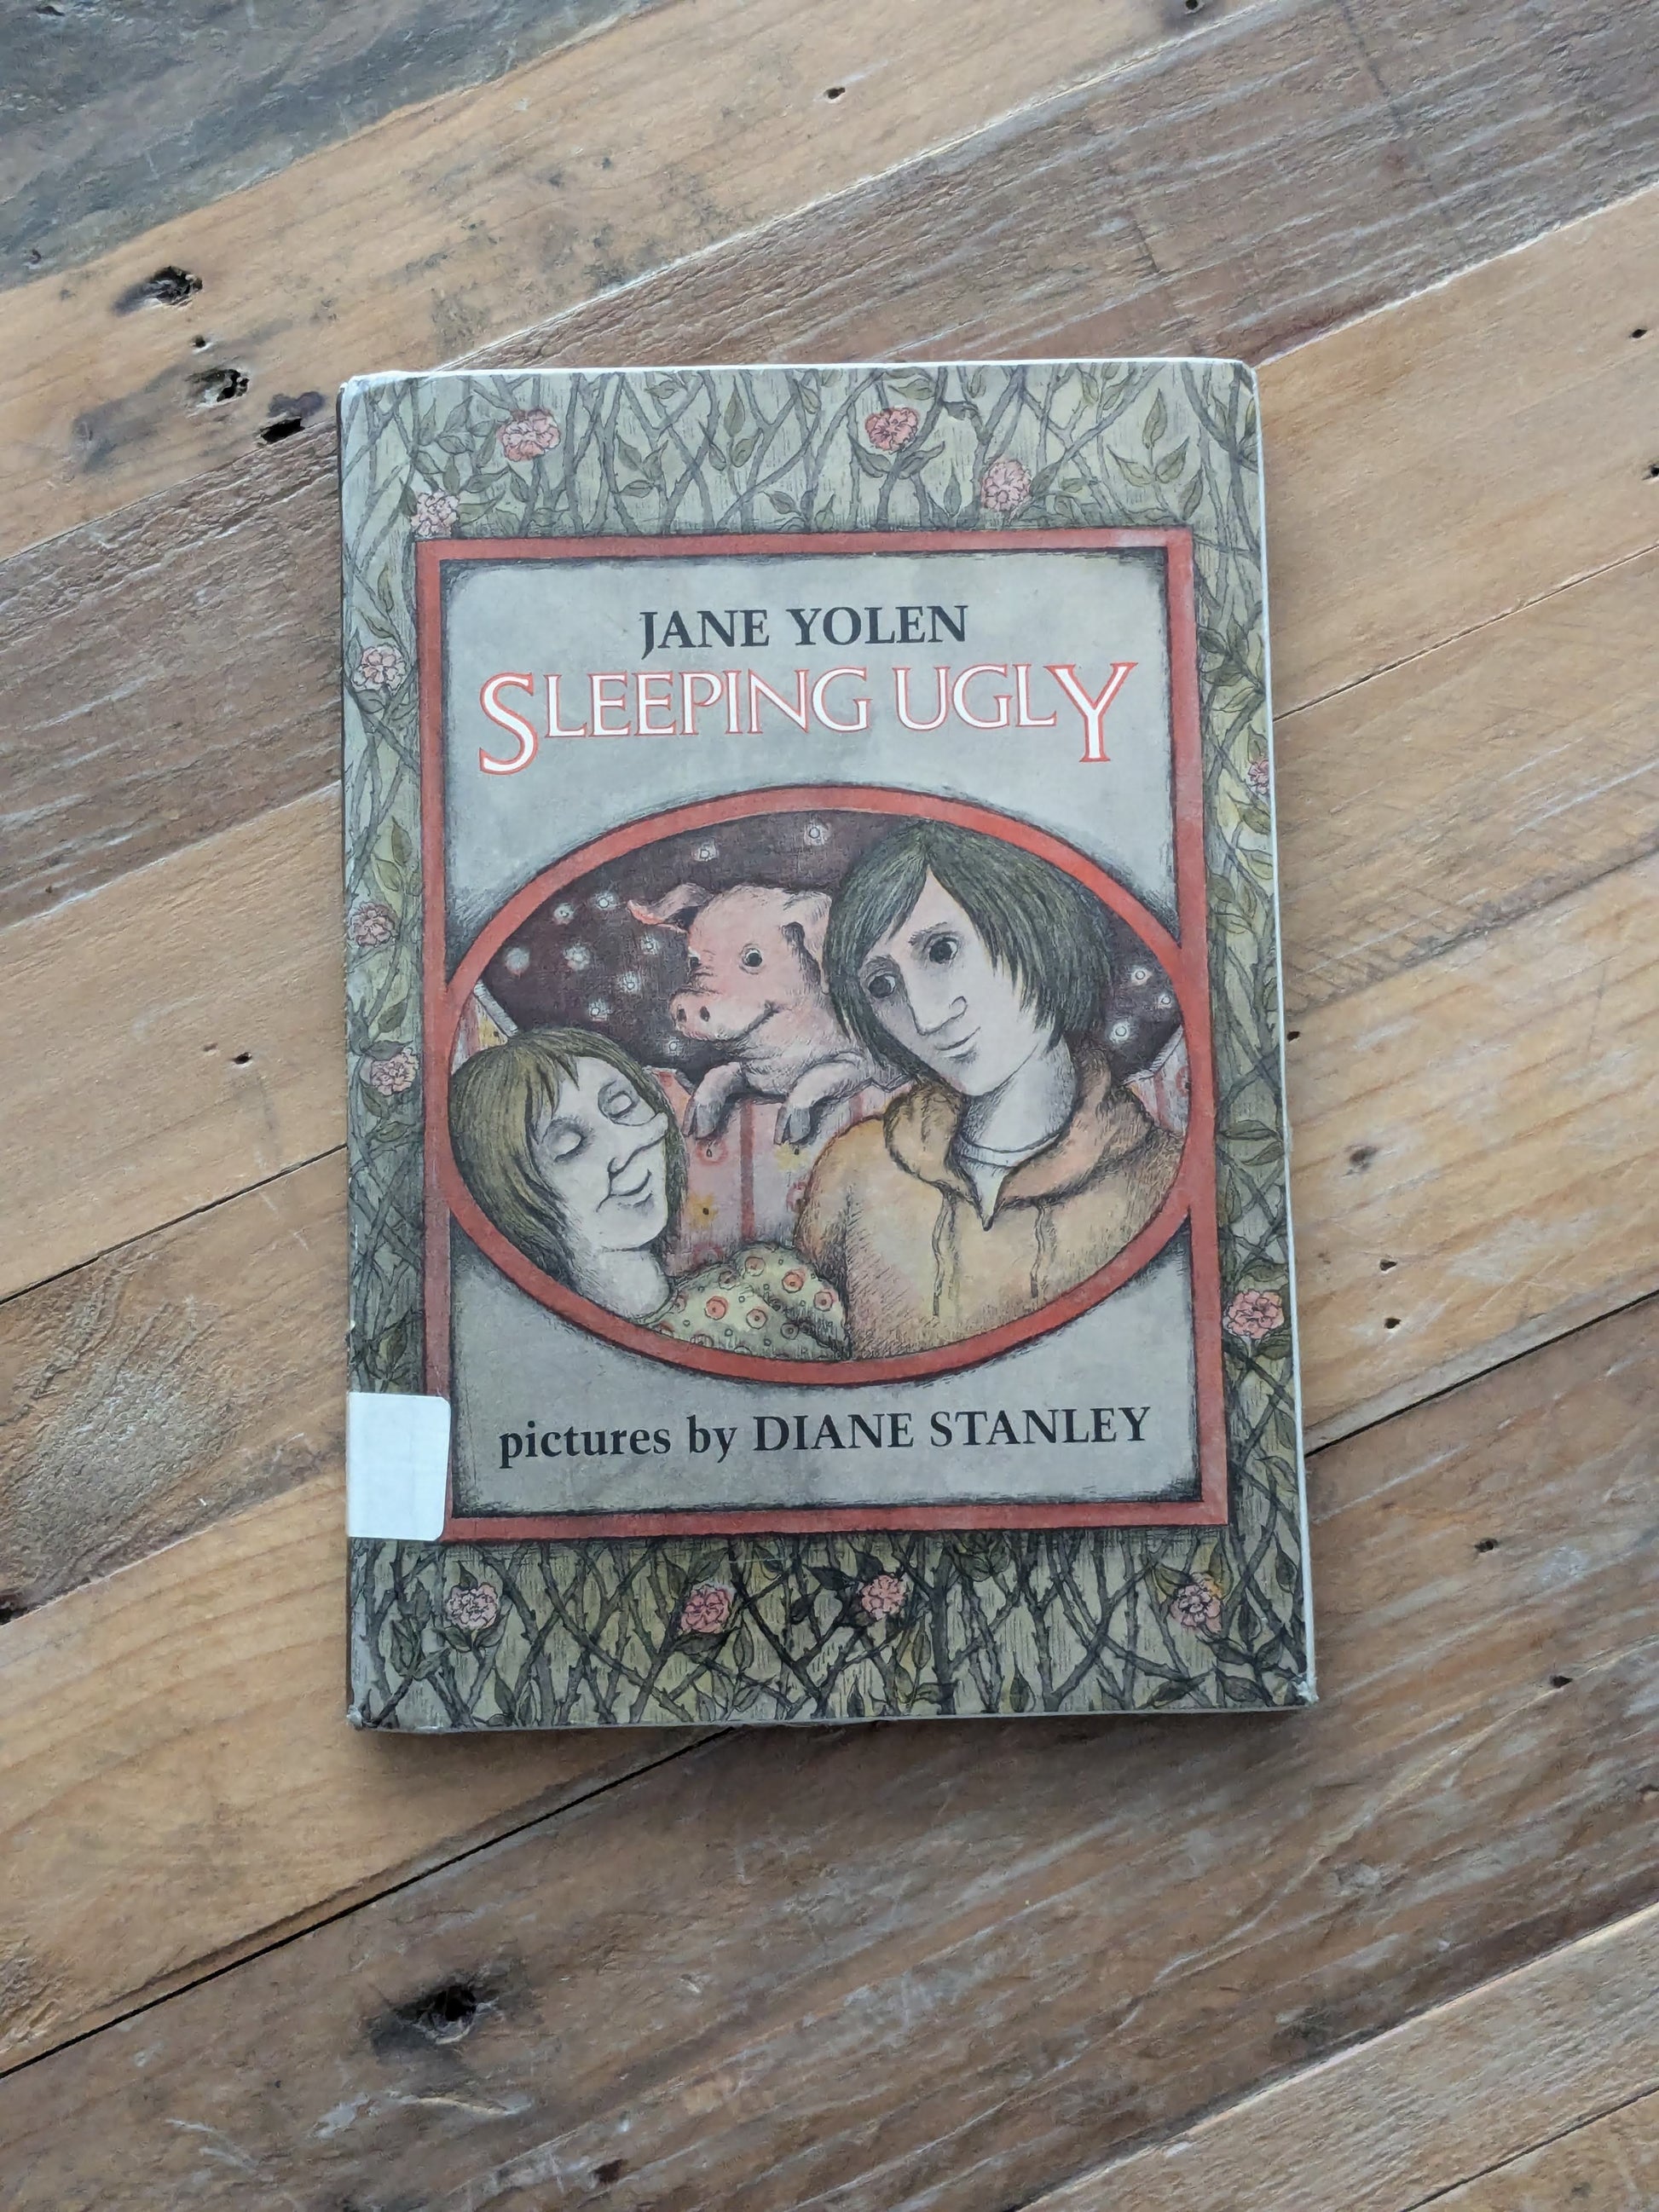 JANE YOLEN
SLEEPING UGLY
pictures by DIANE STANLEY